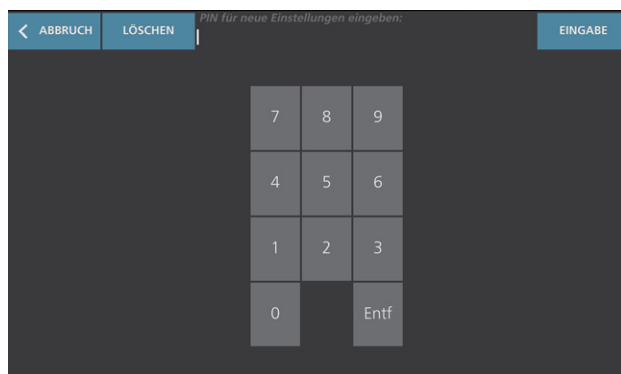 ABBRUCH LÖSCHEN PIN für neue Einstellungen eingeben: EINGABE
7 8 9
4 5 6
1 2 3
0 Entf